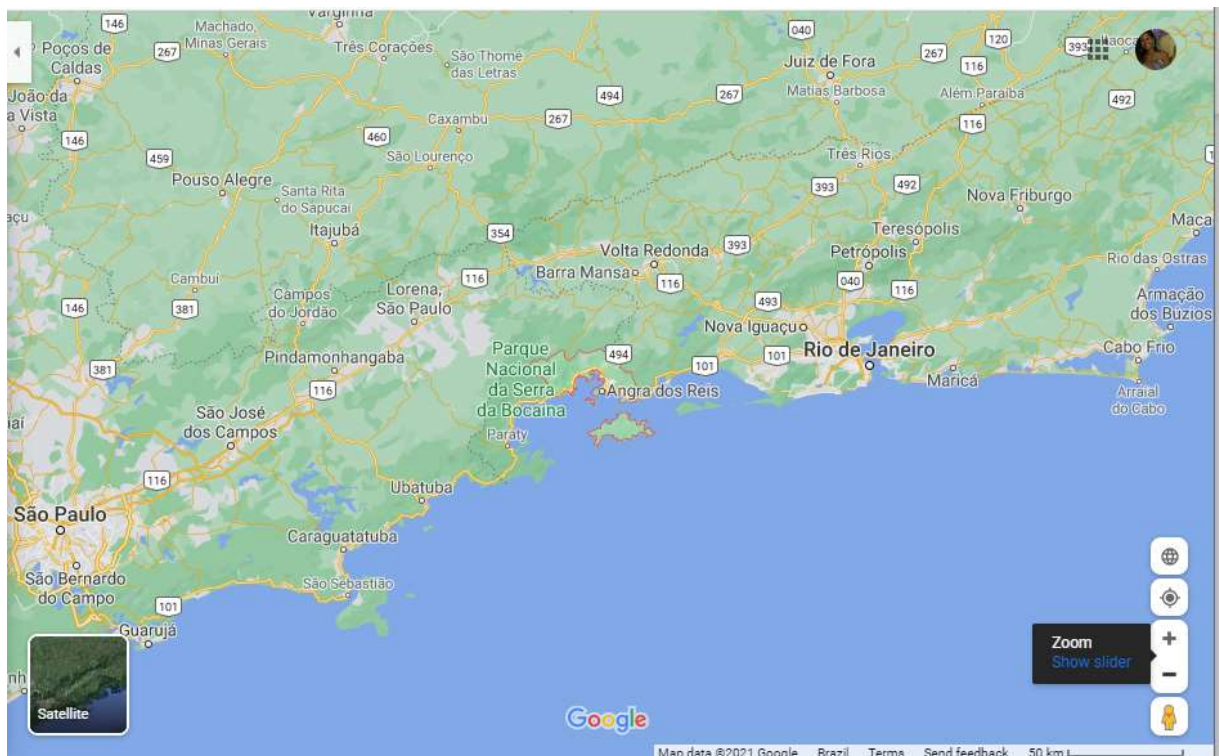 146
Varginha
Machado,
Minas Gerais
267
Três Corações
São Thomé
das Letras
040
120
393
Poços de
Caldas
267
116
Juiz de Fora
Matias Barbosa
Além Paraíba
492
João da
a Vista
494
267
Caxambu
267
116
146
460
459
São Lourenço
Três Rios
Pouso Alegre
Santa Rita
do Sapucaí
393
492
Nova Friburgo
açu
Itajubá
354
Teresópolis
Maca
Volta Redonda
393
Petrópolis
Rio das Ostras
Cambuí
116
Barra Mansa
116
040
116
146
381
Campos
do Jordão
Lorena,
São Paulo
493
Armação
dos Búzios
Nova Iguaçu
Pindamonhangaba
Parque
Nacional
da Serra
da Bocaina
494
101
101
Rio de Janeiro
Cabo Frio
381
116
Angra dos Reis
Maricá
Arraial
do Cabo
São José
dos Campos
Paraty
116
Ubatuba
São Paulo
Caraguatatuba
São Bernardo
do Campo
São Sebastião
101
Guarujá
Zoom
Show slider
Satellite
Google
Map data ©2021 Google Brazil Terms Send feedback 50 km